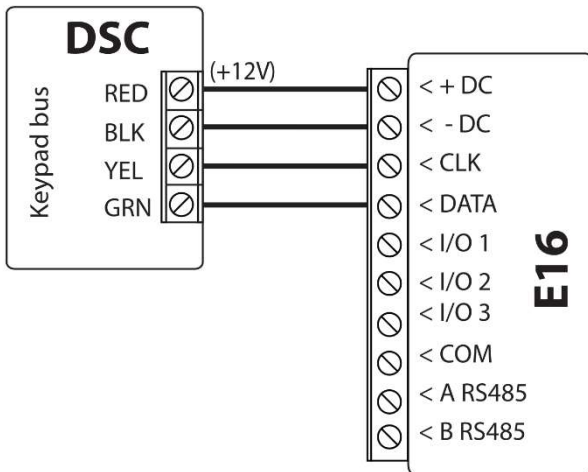 DSC
Keypad bus
RED
BLK
YEL
GRN
(+12V)
< + DC
< - DC
< CLK
< DATA
< I/O 1
< I/O 2
< I/O 3
< COM
< A RS485
< B RS485
E16